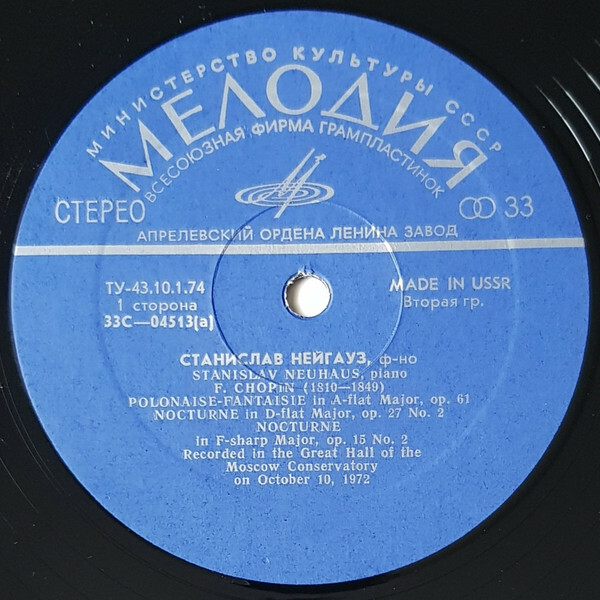 МИНИСТЕРСТВО КУЛЬТУРЫ СССР
МЕЛОДИЯ
ВСЕСОЮЗНАЯ ФИРМА ГРАМПЛАСТИНОК
СТЕРЕО
33
АПРЕЛЕВСКИЙ ОРДЕНА ЛЕНИНА ЗАВОД
ТУ-43.10.1.74
1 сторона
33С—04513(а)
MADE IN USSR
Вторая гр.
СТАНИСЛАВ НЕЙГАУЗ, ф-но
STANISLAV NEUHAUS, piano
F. CHOPIN (1810—1849)
POLONAISE-FANTAISIE in A-flat Major, op. 61
NOCTURNE in D-flat Major, op. 27 No. 2
NOCTURNE
in F-sharp Major, op. 15 No. 2
Recorded in the Great Hall of the
Moscow Conservatory
on October 10, 1972